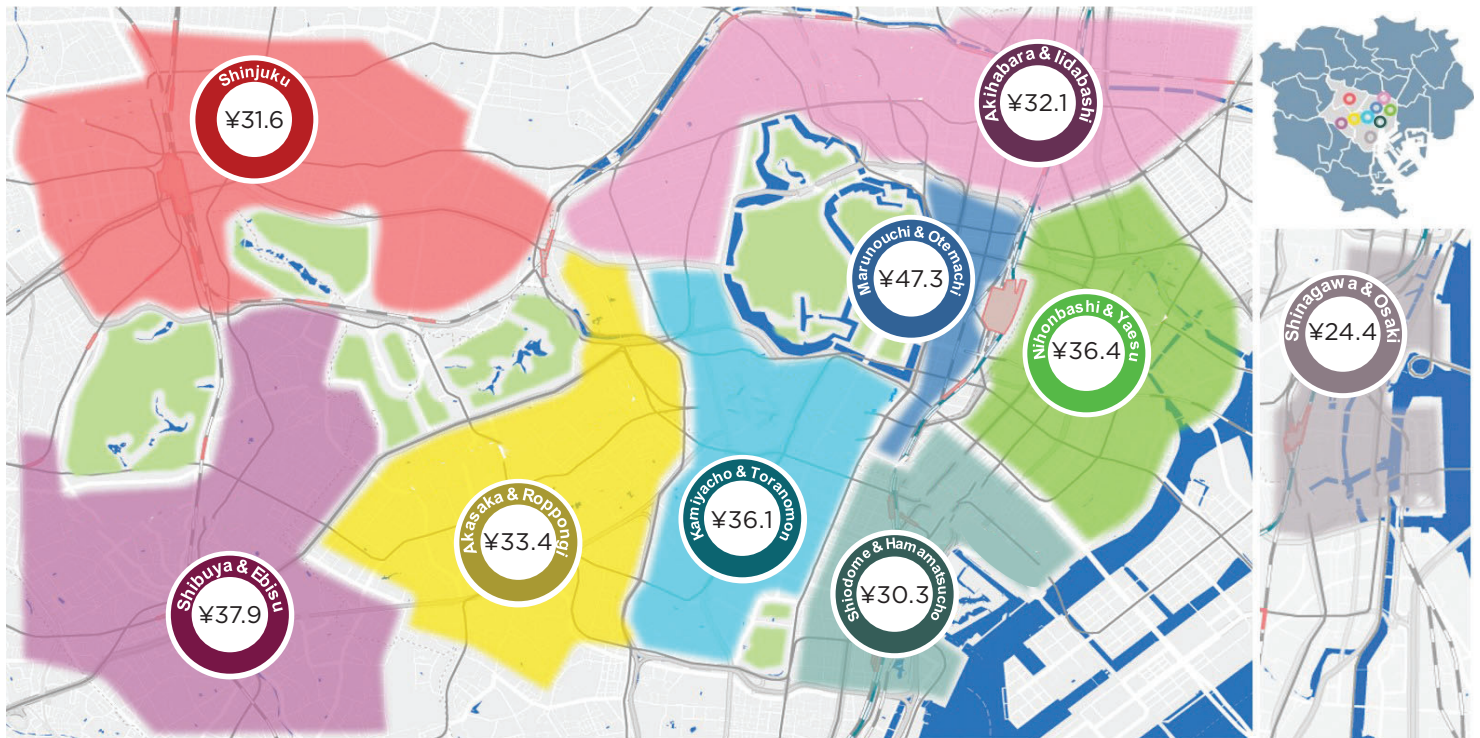 Shinjuku
¥31.6
Akihabara & Iidabashi
¥32.1
Marunouchi & Otemachi
¥47.3
Nihonbashi & Yaesu
¥36.4
Shinagawa & Osaki
¥24.4
Kamiyacho & Toranomon
¥36.1
Akasaka & Roppongi
¥33.4
Shiodome & Hamamatsucho
¥30.3
Shibuya & Ebisu
¥37.9